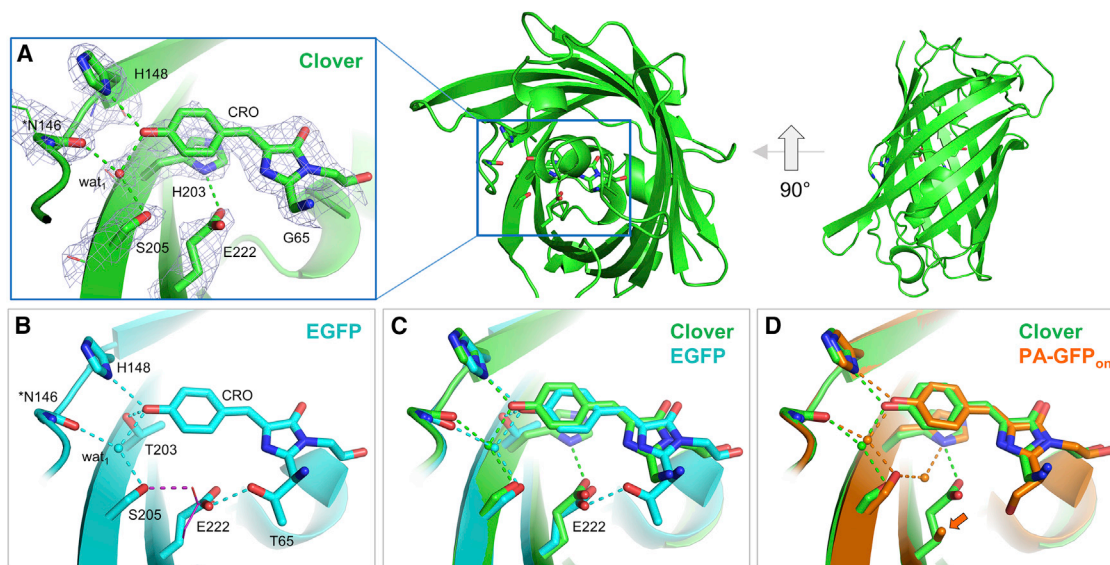 A
Clover
H148
CRO
*N146
wat1
H203
G65
S205
E222
90°
B
EGFP
H148
CRO
*N146
T203
wat1
S205
E222
T65
C
Clover
EGFP
E222
D
Clover
PA-GFPon